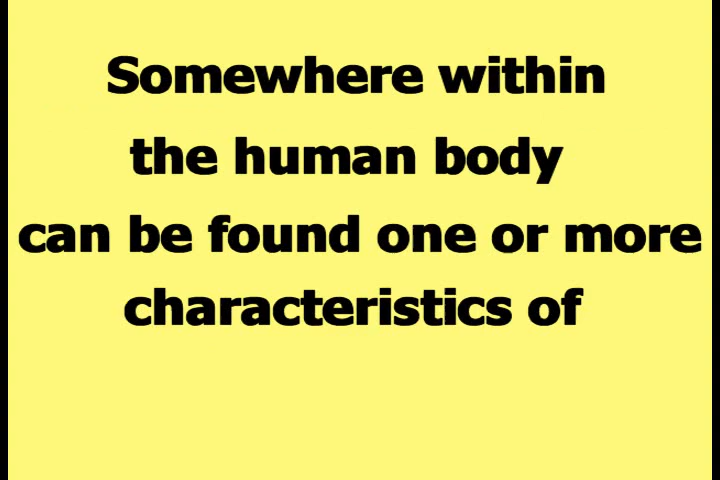 Somewhere within
the human body
can be found one or more
characteristics of